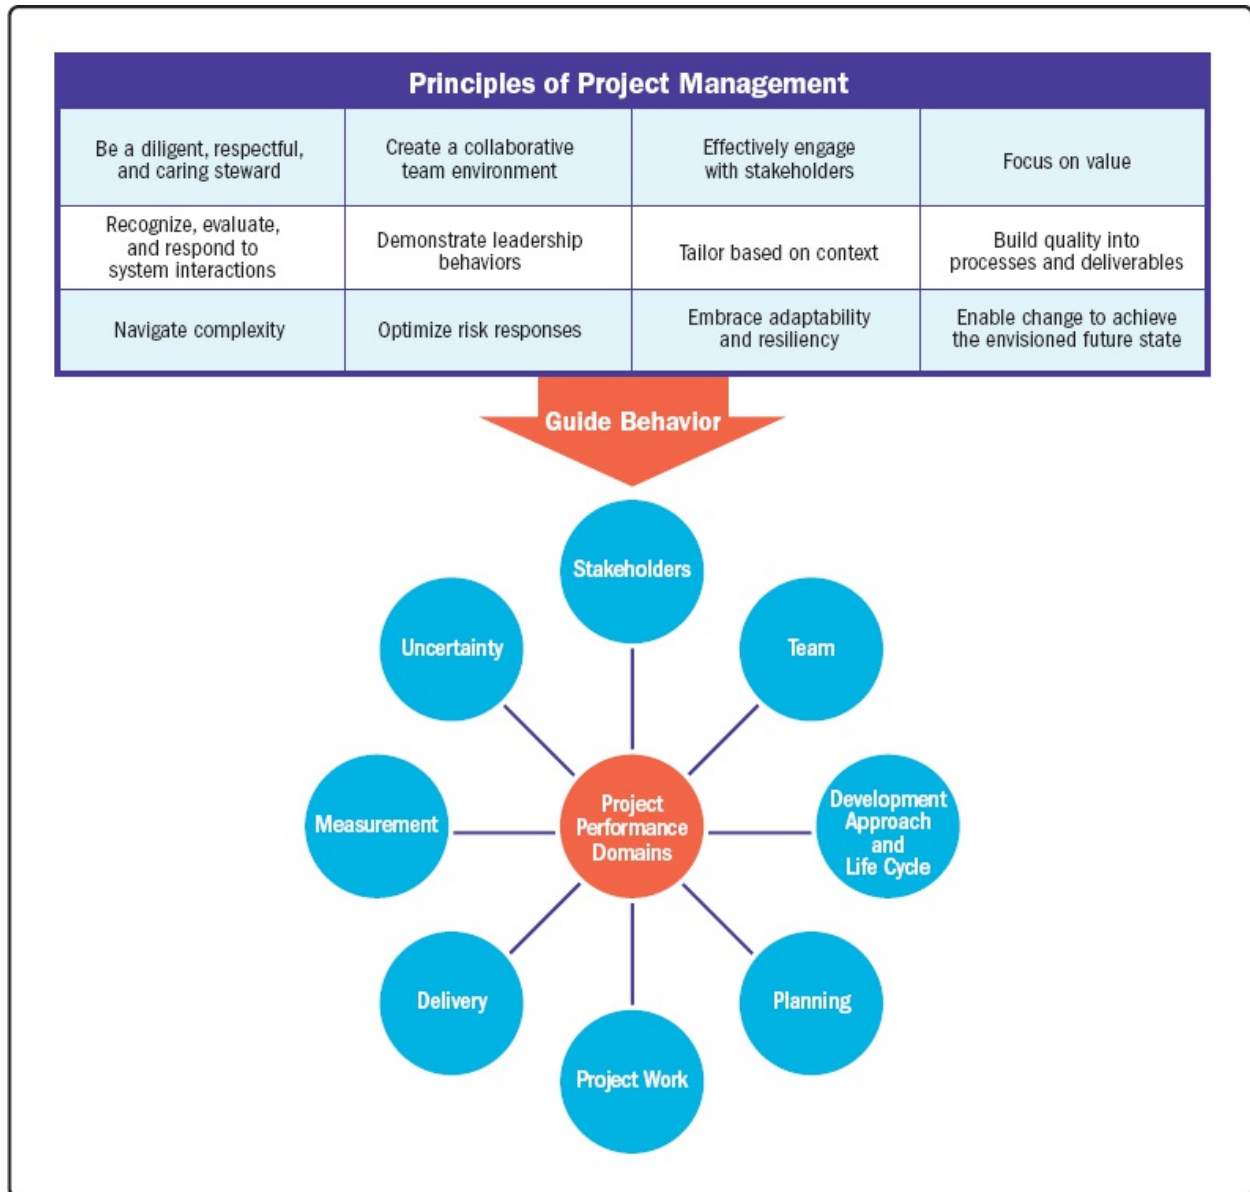 Principles of Project Management
Be a diligent, respectful,
and caring steward
Create a collaborative
team environment
Effectively engage
with stakeholders
Focus on value
Recognize, evaluate,
and respond to
system interactions
Demonstrate leadership
behaviors
Tailor based on context
Build quality into
processes and deliverables
Navigate complexity
Optimize risk responses
Embrace adaptability
and resiliency
Enable change to achieve
the envisioned future state
Guide Behavior
Stakeholders
Uncertainty
Team
Measurement
Project
Performance
Domains
Development
Approach
and
Life Cycle
Delivery
Planning
Project Work